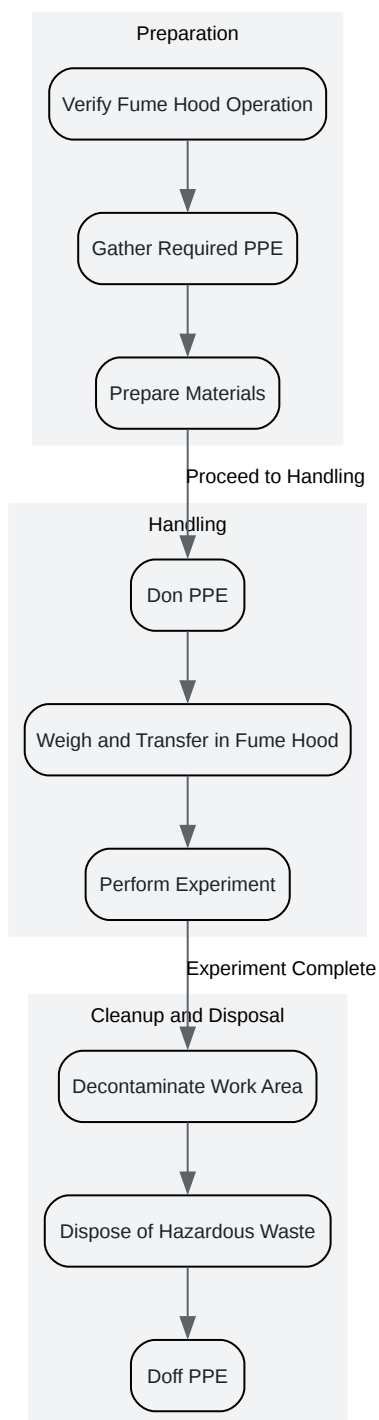 Preparation
Verify Fume Hood Operation
Gather Required PPE
Prepare Materials
Proceed to Handling
Handling
Don PPE
Weigh and Transfer in Fume Hood
Perform Experiment
Experiment Complete
Cleanup and Disposal
Decontaminate Work Area
Dispose of Hazardous Waste
Doff PPE